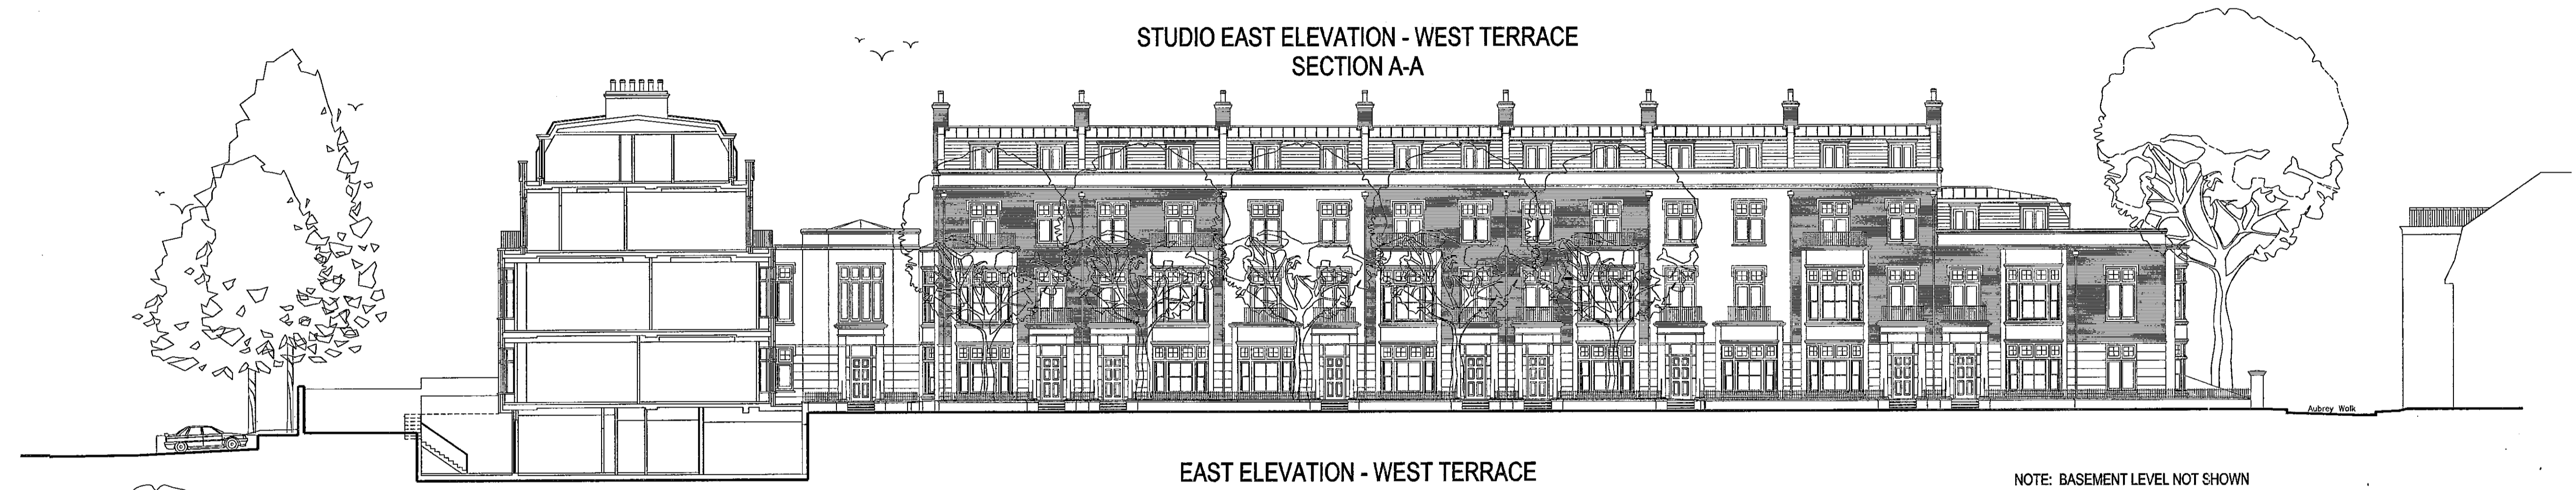 STUDIO EAST ELEVATION - WEST TERRACE
SECTION A-A
Aubrey Walk
EAST ELEVATION - WEST TERRACE
NOTE: BASEMENT LEVEL NOT SHOWN